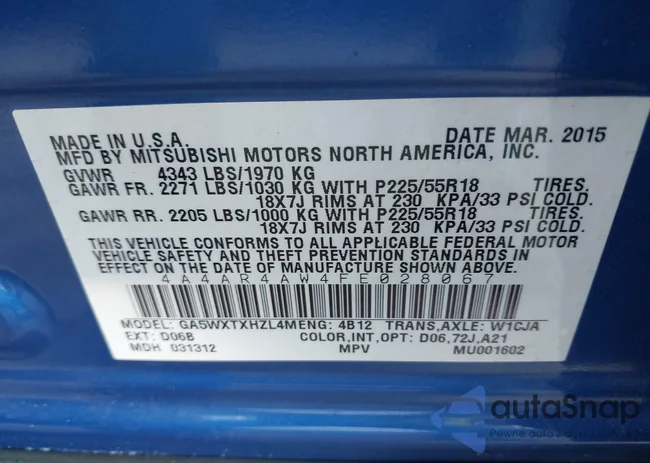 MADE IN U.S.A. DATE MAR. 2015
MFD BY MITSUBISHI MOTORS NORTH AMERICA, INC.
GVWR 4343 LBS/1970 KG
GAWR FR. 2271 LBS/1030 KG WITH P225/55R18 TIRES.
18X7J RIMS AT 230 KPA/33 PSI COLD.
GAWR RR. 2205 LBS/1000 KG WITH P225/55R18 TIRES.
18X7J RIMS AT 230 KPA/33 PSI COLD.
THIS VEHICLE CONFORMS TO ALL APPLICABLE FEDERAL MOTOR
VEHICLE SAFETY AND THEFT PREVENTION STANDARDS IN
EFFECT ON THE DATE OF MANUFACTURE SHOWN ABOVE.
4A4AR4AW4FE028067
MODEL: GA5WXTXHZL4MENG: 4B12 TRANS,AXLE: W1CJA
EXT: D06B COLOR,INT,OPT: D06,72J,A21
MDH 031312 MPV MU001602
autaSnap
Pewne auto z